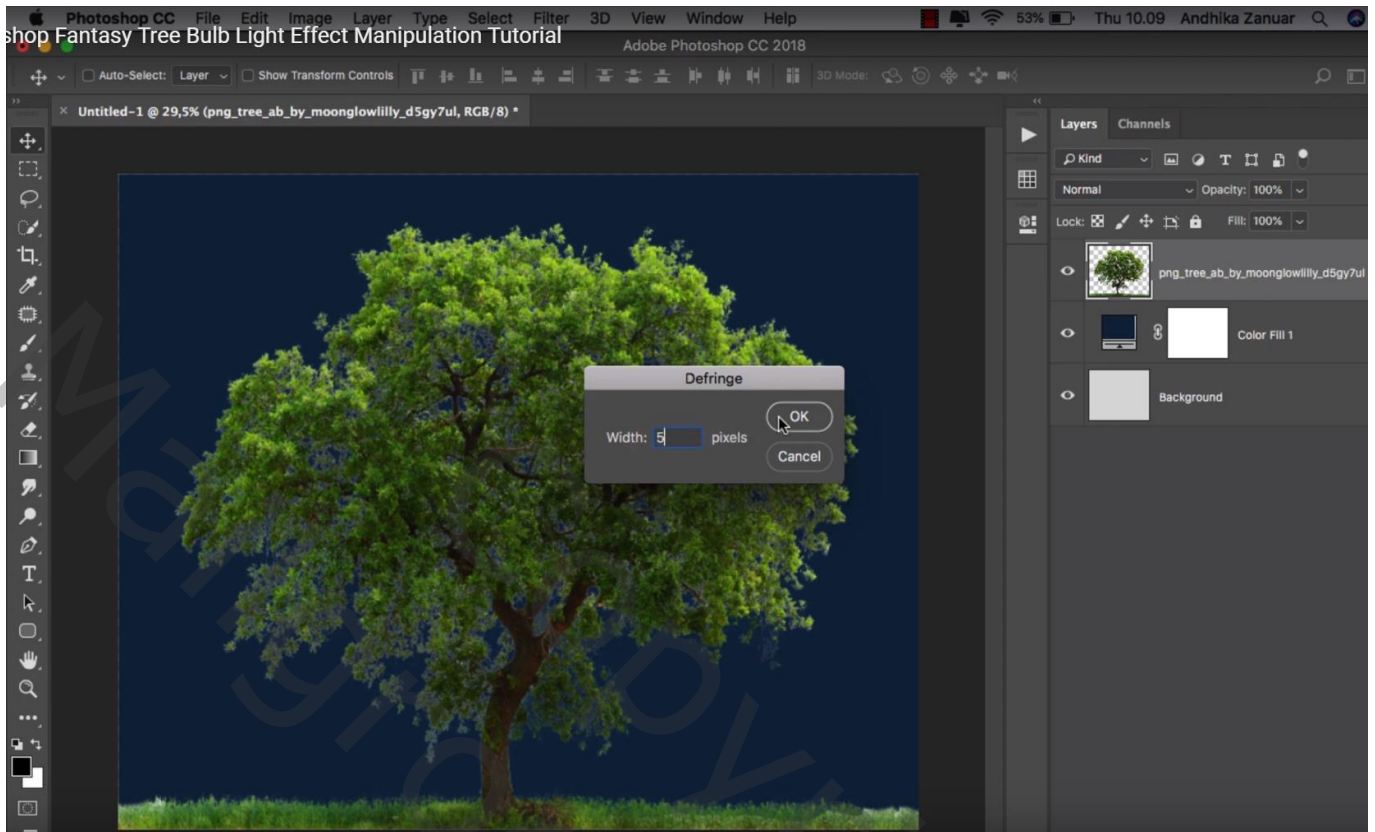 Photoshop CC File Edit Image Layer Type Select Filter 3D View Window Help 53% Thu 10.09 Andhika Zanuar
shop Fantasy Tree Bulb Light Effect Manipulation Tutorial
Adobe Photoshop CC 2018
Auto-Select: Layer Show Transform Controls 3D Mode:
Untitled-1 @ 29,5% (png_tree_ab_by_moonglowlilly_d5gy7ul, RGB/8) *
Layers Channels
Kind
Normal Opacity: 100%
Lock: Fill: 100%
png_tree_ab_by_moonglowlilly_d5gy7ul
Color Fill 1
Background
Defringe
OK
Width: 5 pixels
Cancel